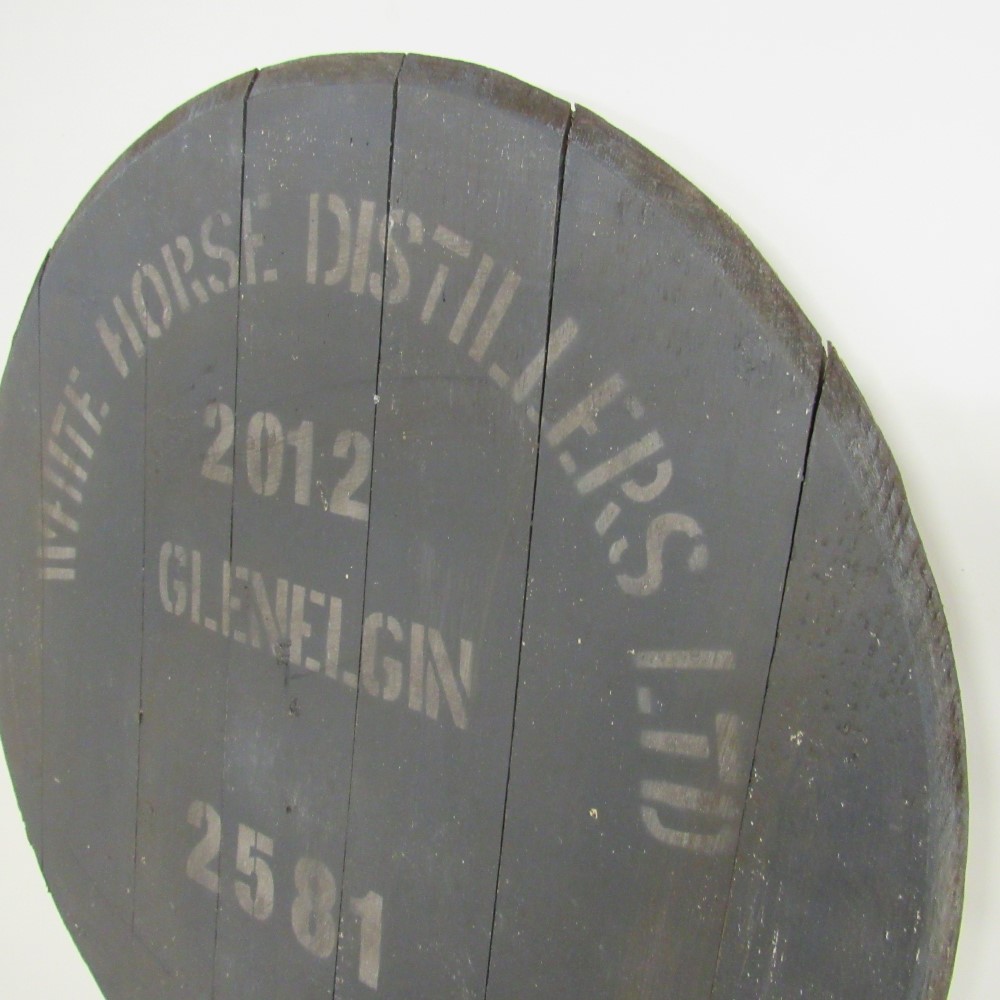 WHITE HORSE DISTILLERS LTD
2012
GLENELGIN
2581